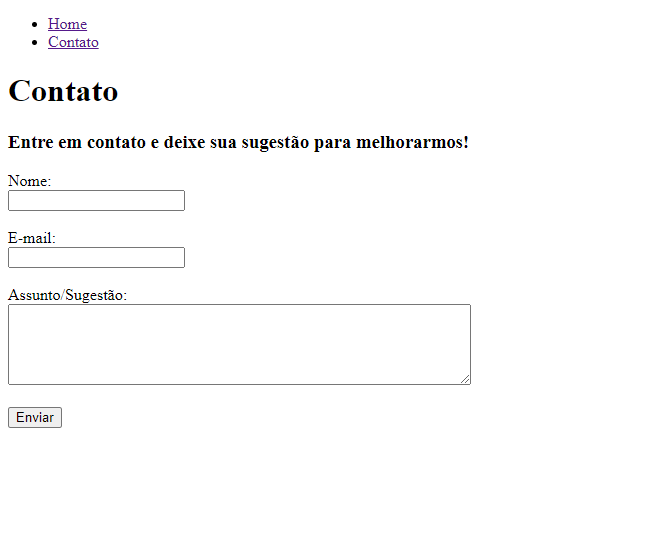 Home
Contato
Contato
Entre em contato e deixe sua sugestão para melhorarmos!
Nome:
E-mail:
Assunto/Sugestão:
Enviar